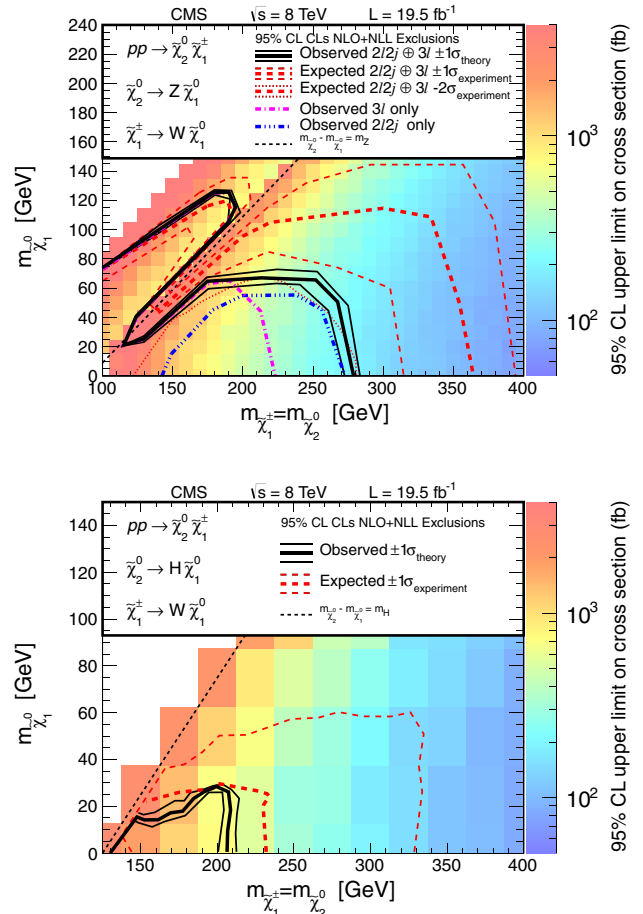 CMS √s = 8 TeV L = 19.5 fb⁻¹
pp → χ̃⁰₂ χ̃±₁
χ̃⁰₂ → Z χ̃⁰₁
χ̃±₁ → W χ̃⁰₁
95% CL CLs NLO+NLL Exclusions
Observed 2l2j ⊕ 3l ±1σtheory
Expected 2l2j ⊕ 3l ±1σexperiment
Expected 2l2j ⊕ 3l -2σexperiment
Observed 3l only
Observed 2l2j only
mχ̃⁰₂ - mχ̃⁰₁ = mZ
240
220
200
180
160
140
120
100
80
60
40
20
0
mχ̃⁰₁ [GeV]
100 150 200 250 300 350 400
mχ̃±₁=mχ̃⁰₂ [GeV]
10³
10²
95% CL upper limit on cross section (fb)
CMS √s = 8 TeV L = 19.5 fb⁻¹
pp → χ̃⁰₂ χ̃±₁
χ̃⁰₂ → H χ̃⁰₁
χ̃±₁ → W χ̃⁰₁
95% CL CLs NLO+NLL Exclusions
Observed ±1σtheory
Expected ±1σexperiment
mχ̃⁰₂ - mχ̃⁰₁ = mH
140
120
100
80
60
40
20
0
mχ̃⁰₁ [GeV]
150 200 250 300 350 400
mχ̃±₁=mχ̃⁰₂ [GeV]
10³
10²
95% CL upper limit on cross section (fb)